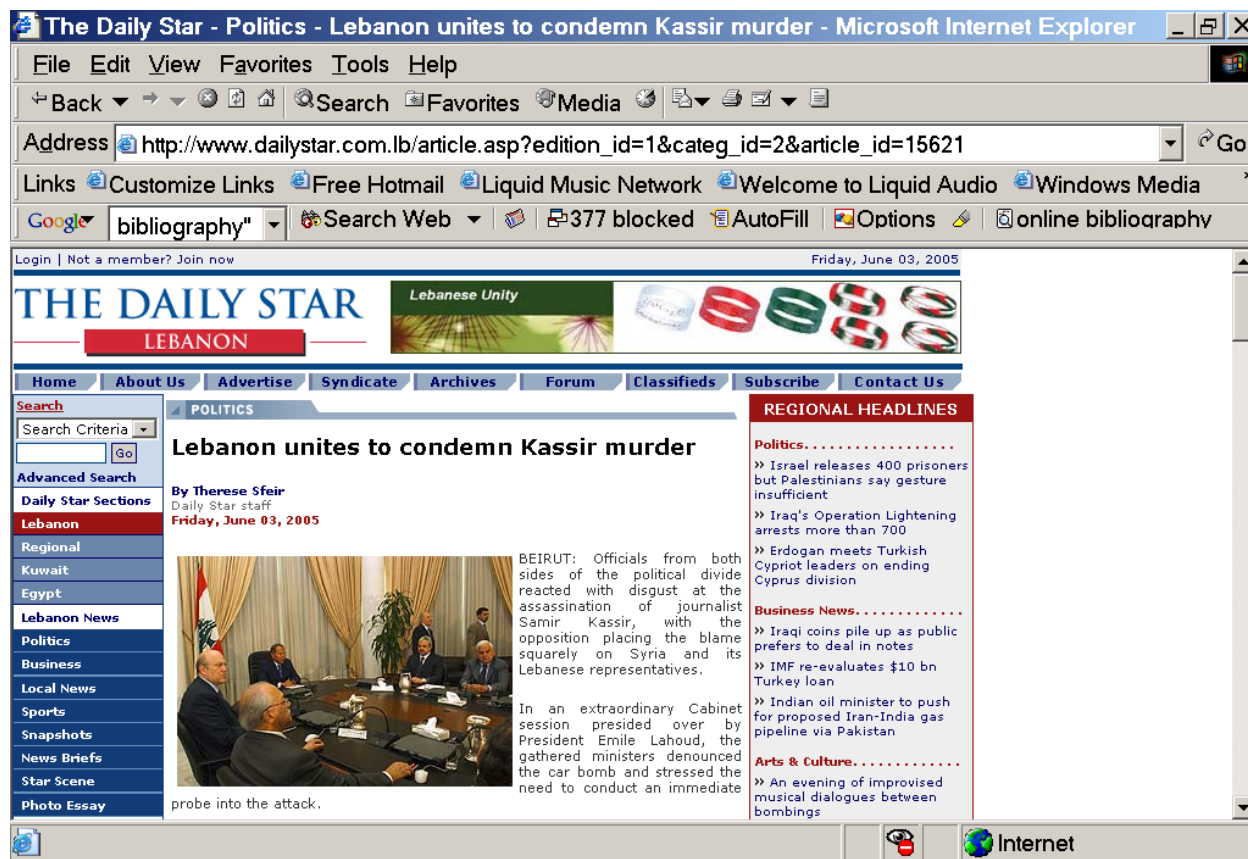 The Daily Star - Politics - Lebanon unites to condemn Kassir murder - Microsoft Internet Explorer
File Edit View Favorites Tools Help
Back Search Favorites Media
Address http://www.dailystar.com.lb/article.asp?edition_id=1&categ_id=2&article_id=15621 Go
Links Customize Links Free Hotmail Liquid Music Network Welcome to Liquid Audio Windows Media »
Google bibliography" Search Web 377 blocked AutoFill Options online bibliography
Login | Not a member? Join now Friday, June 03, 2005
THE DAILY STAR
LEBANON
Lebanese Unity
Home About Us Advertise Syndicate Archives Forum Classifieds Subscribe Contact Us
Search
Search Criteria
Go
Advanced Search
Daily Star Sections
Lebanon
Regional
Kuwait
Egypt
Lebanon News
Politics
Business
Local News
Sports
Snapshots
News Briefs
Star Scene
Photo Essay
POLITICS
Lebanon unites to condemn Kassir murder
By Therese Sfeir
Daily Star staff
Friday, June 03, 2005
BEIRUT: Officials from both
sides of the political divide
reacted with disgust at the
assassination of journalist
Samir Kassir, with the
opposition placing the blame
squarely on Syria and its
Lebanese representatives.
In an extraordinary Cabinet
session presided over by
President Emile Lahoud, the
gathered ministers denounced
the car bomb and stressed the
need to conduct an immediate
probe into the attack.
REGIONAL HEADLINES
Politics..................
» Israel releases 400 prisoners
but Palestinians say gesture
insufficient
» Iraq's Operation Lightening
arrests more than 700
» Erdogan meets Turkish
Cypriot leaders on ending
Cyprus division
Business News.............
» Iraqi coins pile up as public
prefers to deal in notes
» IMF re-evaluates $10 bn
Turkey loan
» Indian oil minister to push
for proposed Iran-India gas
pipeline via Pakistan
Arts & Culture.............
» An evening of improvised
musical dialogues between
bombings
Internet